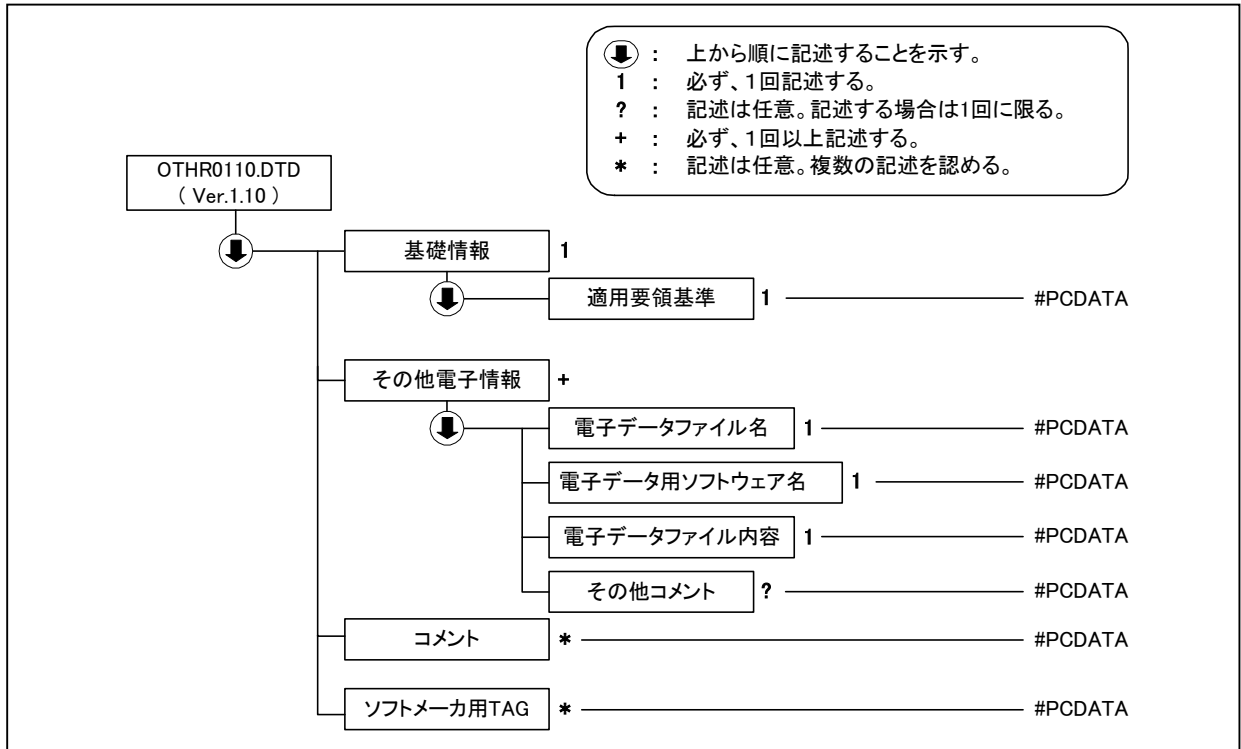 ： 上から順に記述することを示す。
1 ： 必ず、1回記述する。
? ： 記述は任意。記述する場合は1回に限る。
+ ： 必ず、1回以上記述する。
* ： 記述は任意。複数の記述を認める。
OTHR0110.DTD
( Ver.1.10 )
基礎情報 1
適用要領基準 1 #PCDATA
その他電子情報 +
電子データファイル名 1 #PCDATA
電子データ用ソフトウェア名 1 #PCDATA
電子データファイル内容 1 #PCDATA
その他コメント ? #PCDATA
コメント * #PCDATA
ソフトメーカ用TAG * #PCDATA